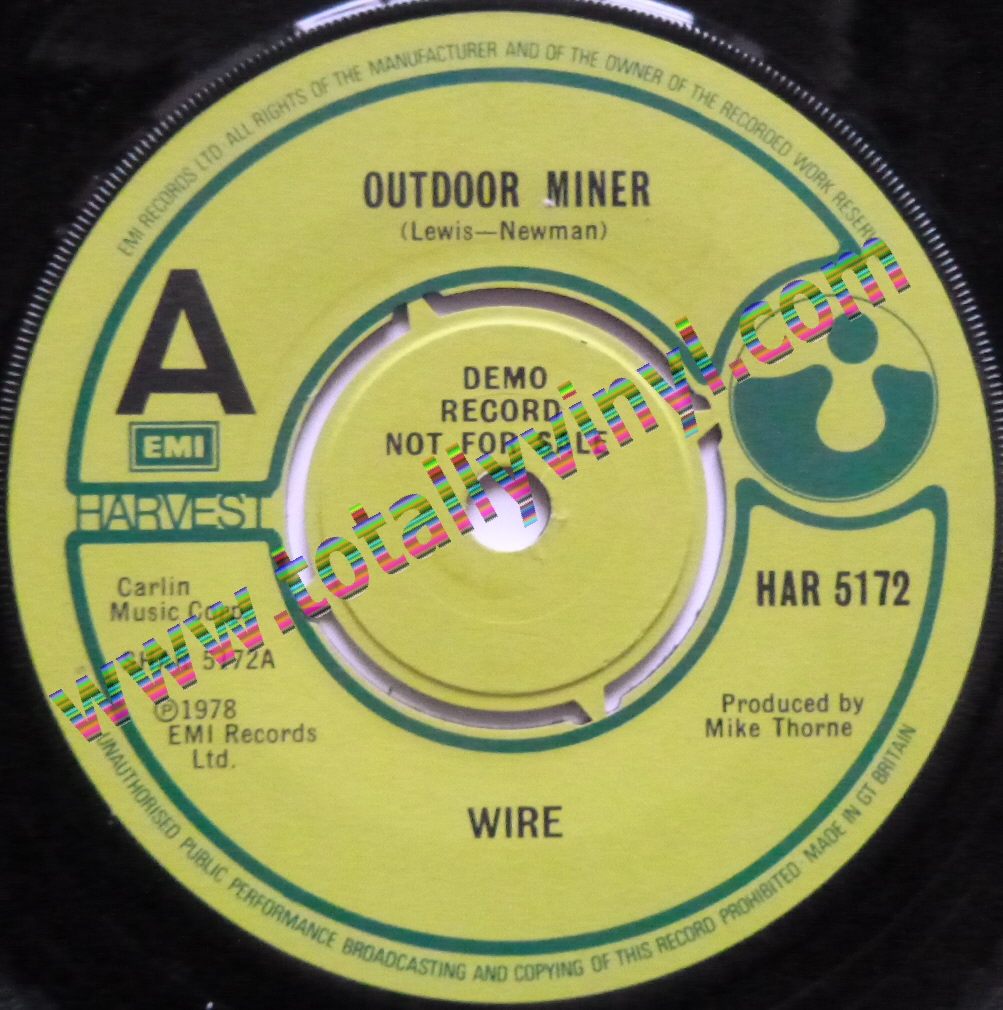 EMI RECORDS LTD. ALL RIGHTS OF THE MANUFACTURER AND OF THE OWNER OF THE RECORDED WORK
OUTDOOR MINER
(Lewis—Newman)
A
EMI
HARVEST
DEMO
RECORD
NOT FOR SALE
www.totallyvinyl.com
HAR 5172
Carlin
Music Corp
5172A
℗1978
EMI Records
Ltd.
Produced by
Mike Thorne
WIRE
UNAUTHORISED PUBLIC PERFORMANCE BROADCASTING AND COPYING OF THIS RECORD PROHIBITED· MADE IN GT BRITAIN